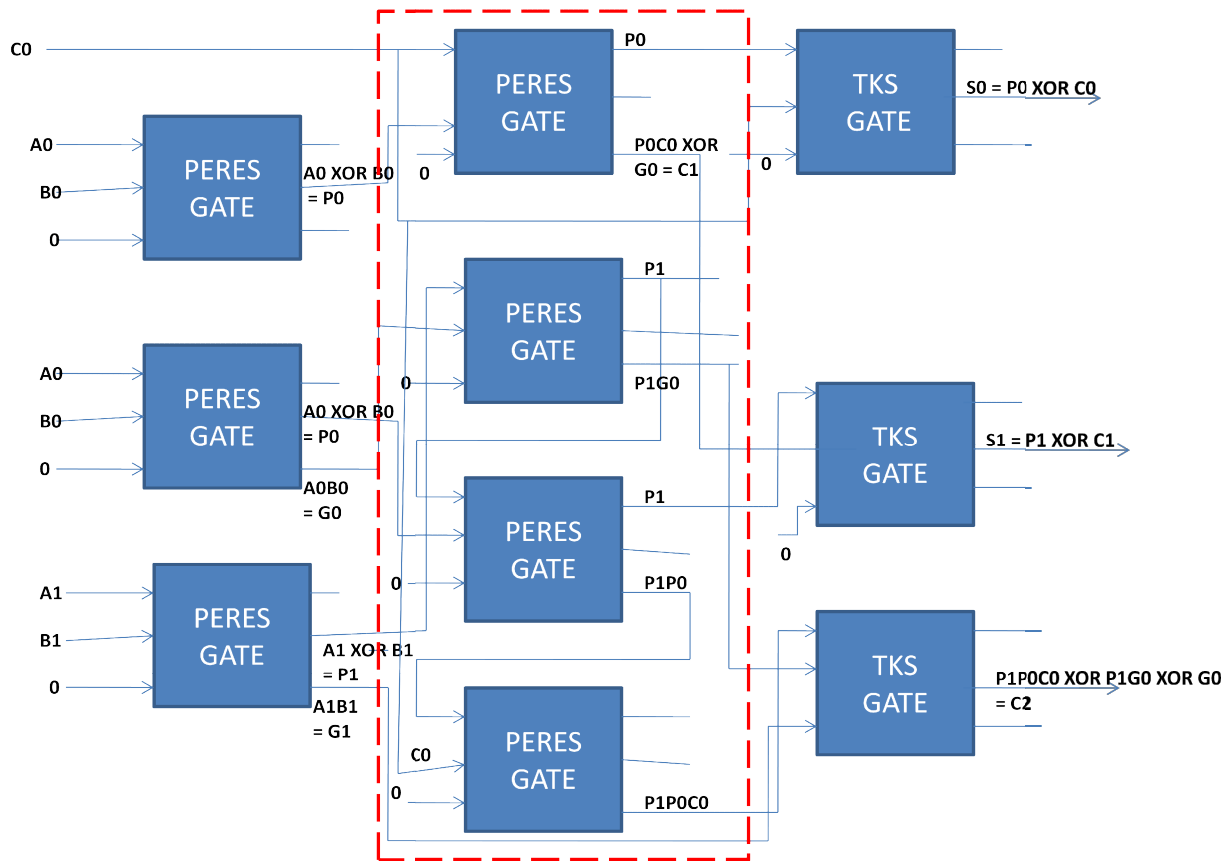 C0
P0
PERES
GATE
TKS
GATE
S0 = P0 XOR C0
A0
B0
0
PERES
GATE
A0 XOR B0
= P0
0
P0C0 XOR
G0 = C1
0
PERES
GATE
P1
P1G0
0
A0
B0
0
PERES
GATE
A0 XOR B0
= P0
A0B0
= G0
TKS
GATE
S1 = P1 XOR C1
0
PERES
GATE
P1
P1P0
0
A1
B1
0
PERES
GATE
A1 XOR B1
= P1
A1B1
= G1
TKS
GATE
P1P0C0 XOR P1G0 XOR G0
= C2
PERES
GATE
C0
0
P1P0C0